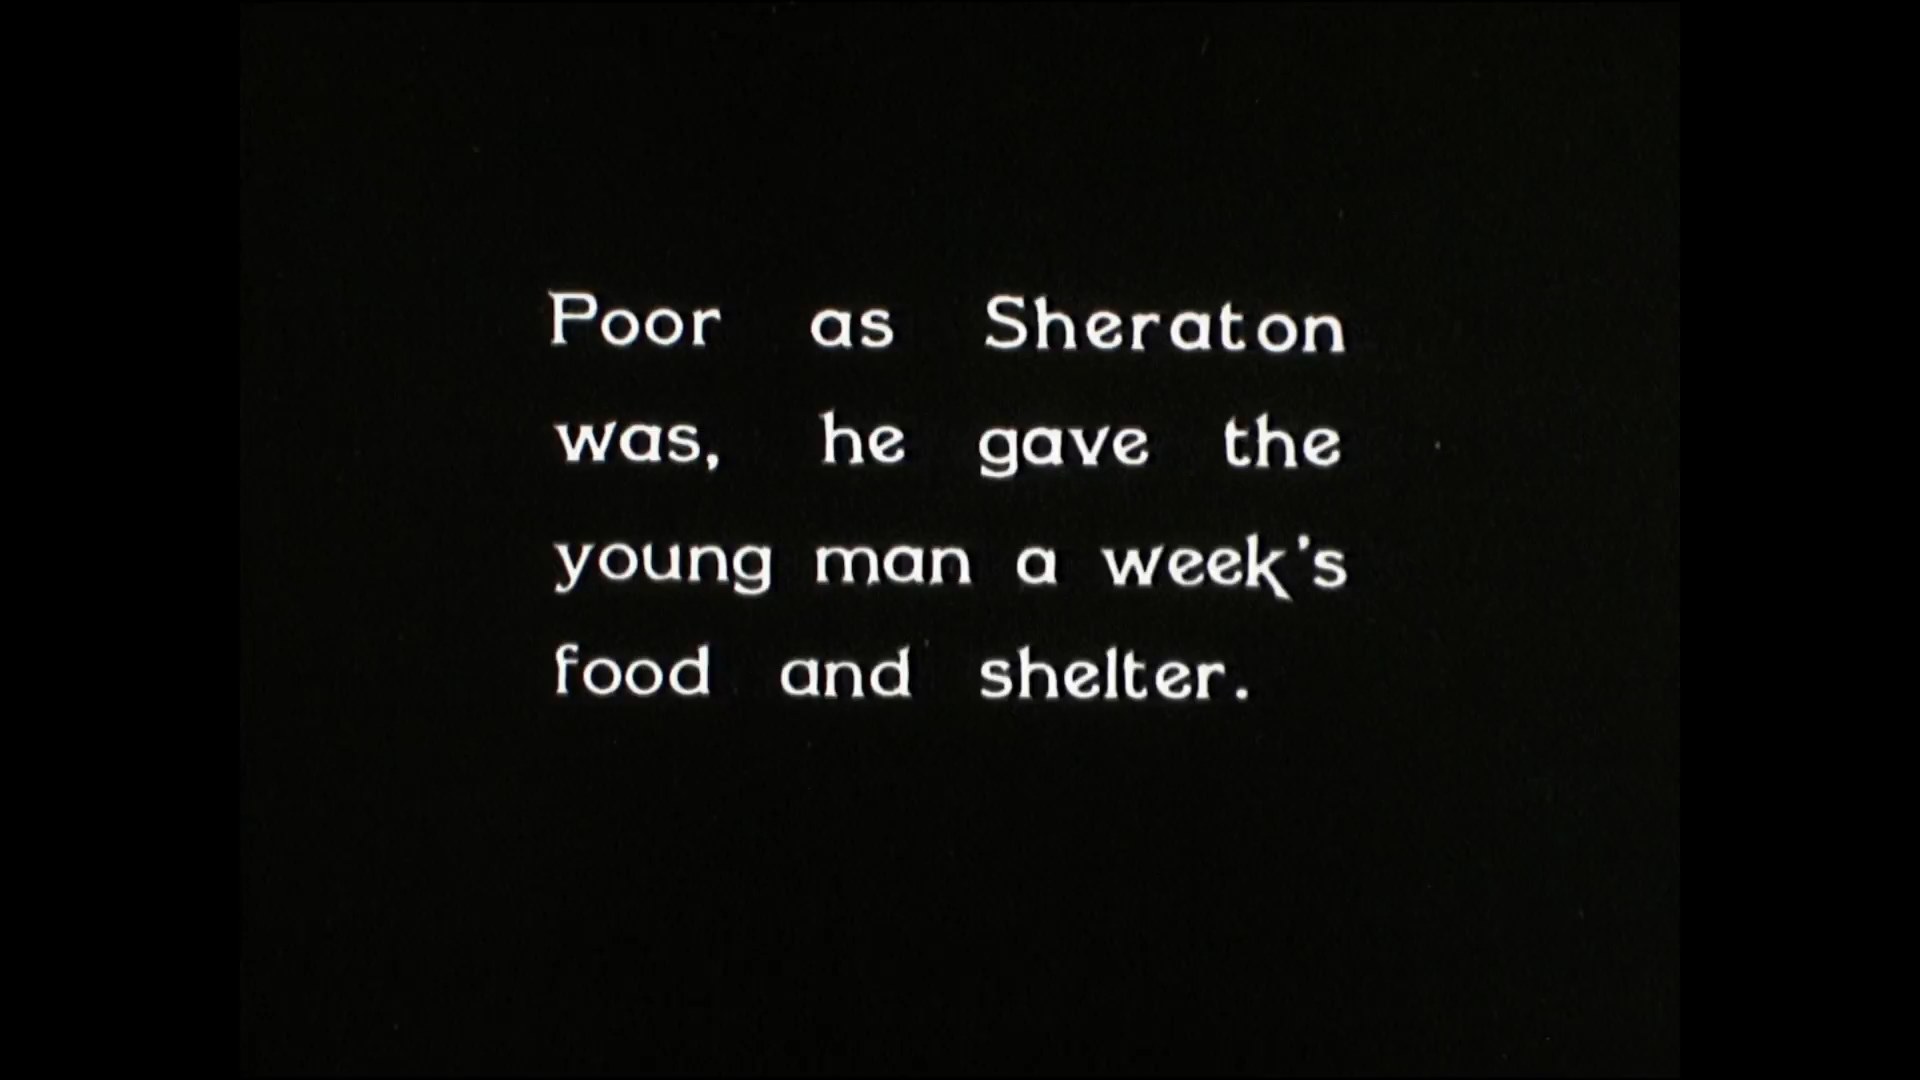 Poor as Sheraton
was, he gave the
young man a week's
food and shelter.